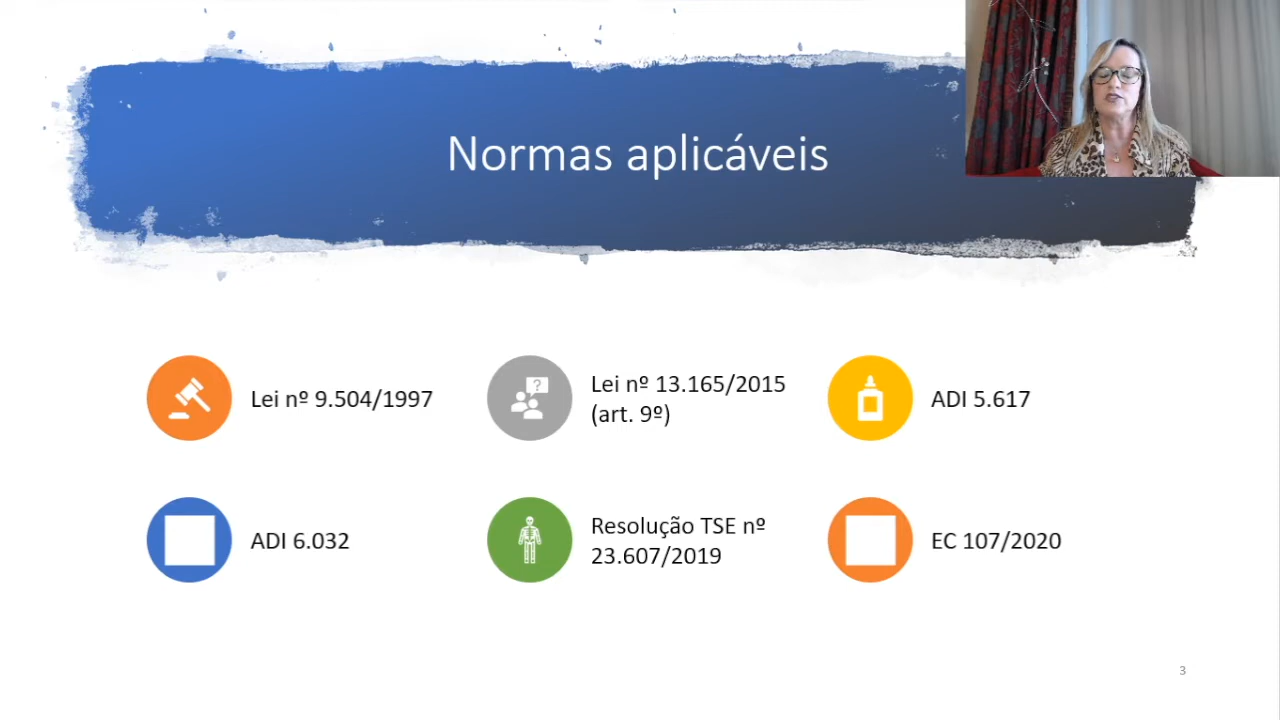 Normas aplicáveis
Lei nº 9.504/1997
Lei nº 13.165/2015
(art. 9º)
ADI 5.617
ADI 6.032
Resolução TSE nº
23.607/2019
EC 107/2020
3